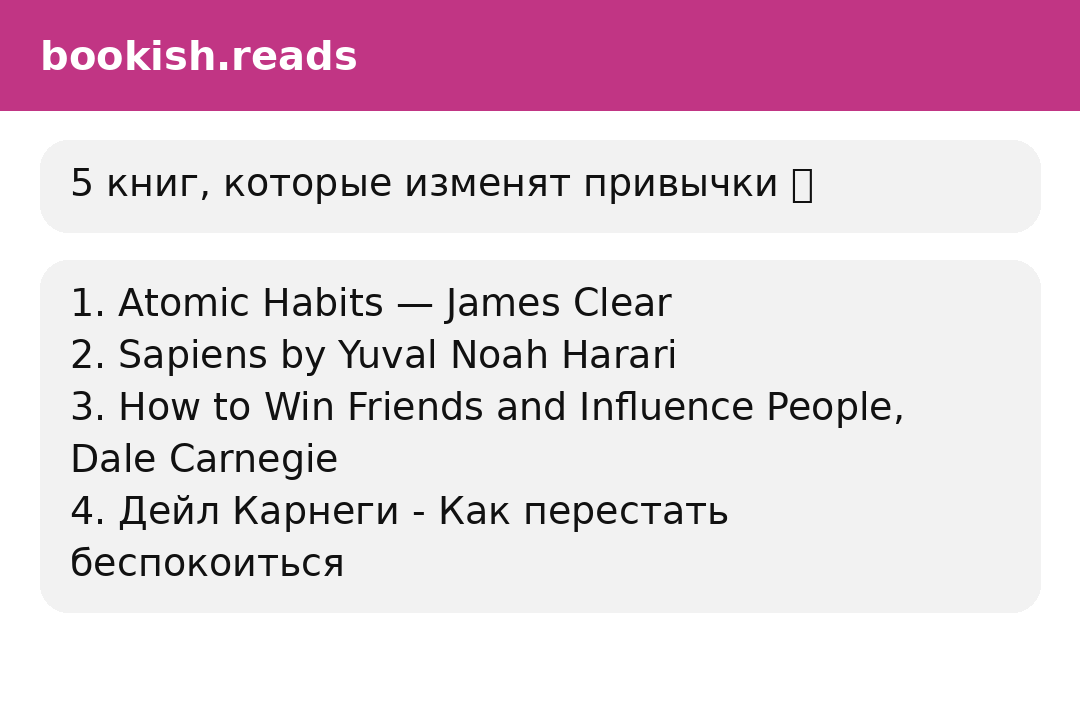 bookish.reads
5 книг, которые изменят привычки
1. Atomic Habits — James Clear
2. Sapiens by Yuval Noah Harari
3. How to Win Friends and Influence People,
Dale Carnegie
4. Дейл Карнеги - Как перестать
беспокоиться